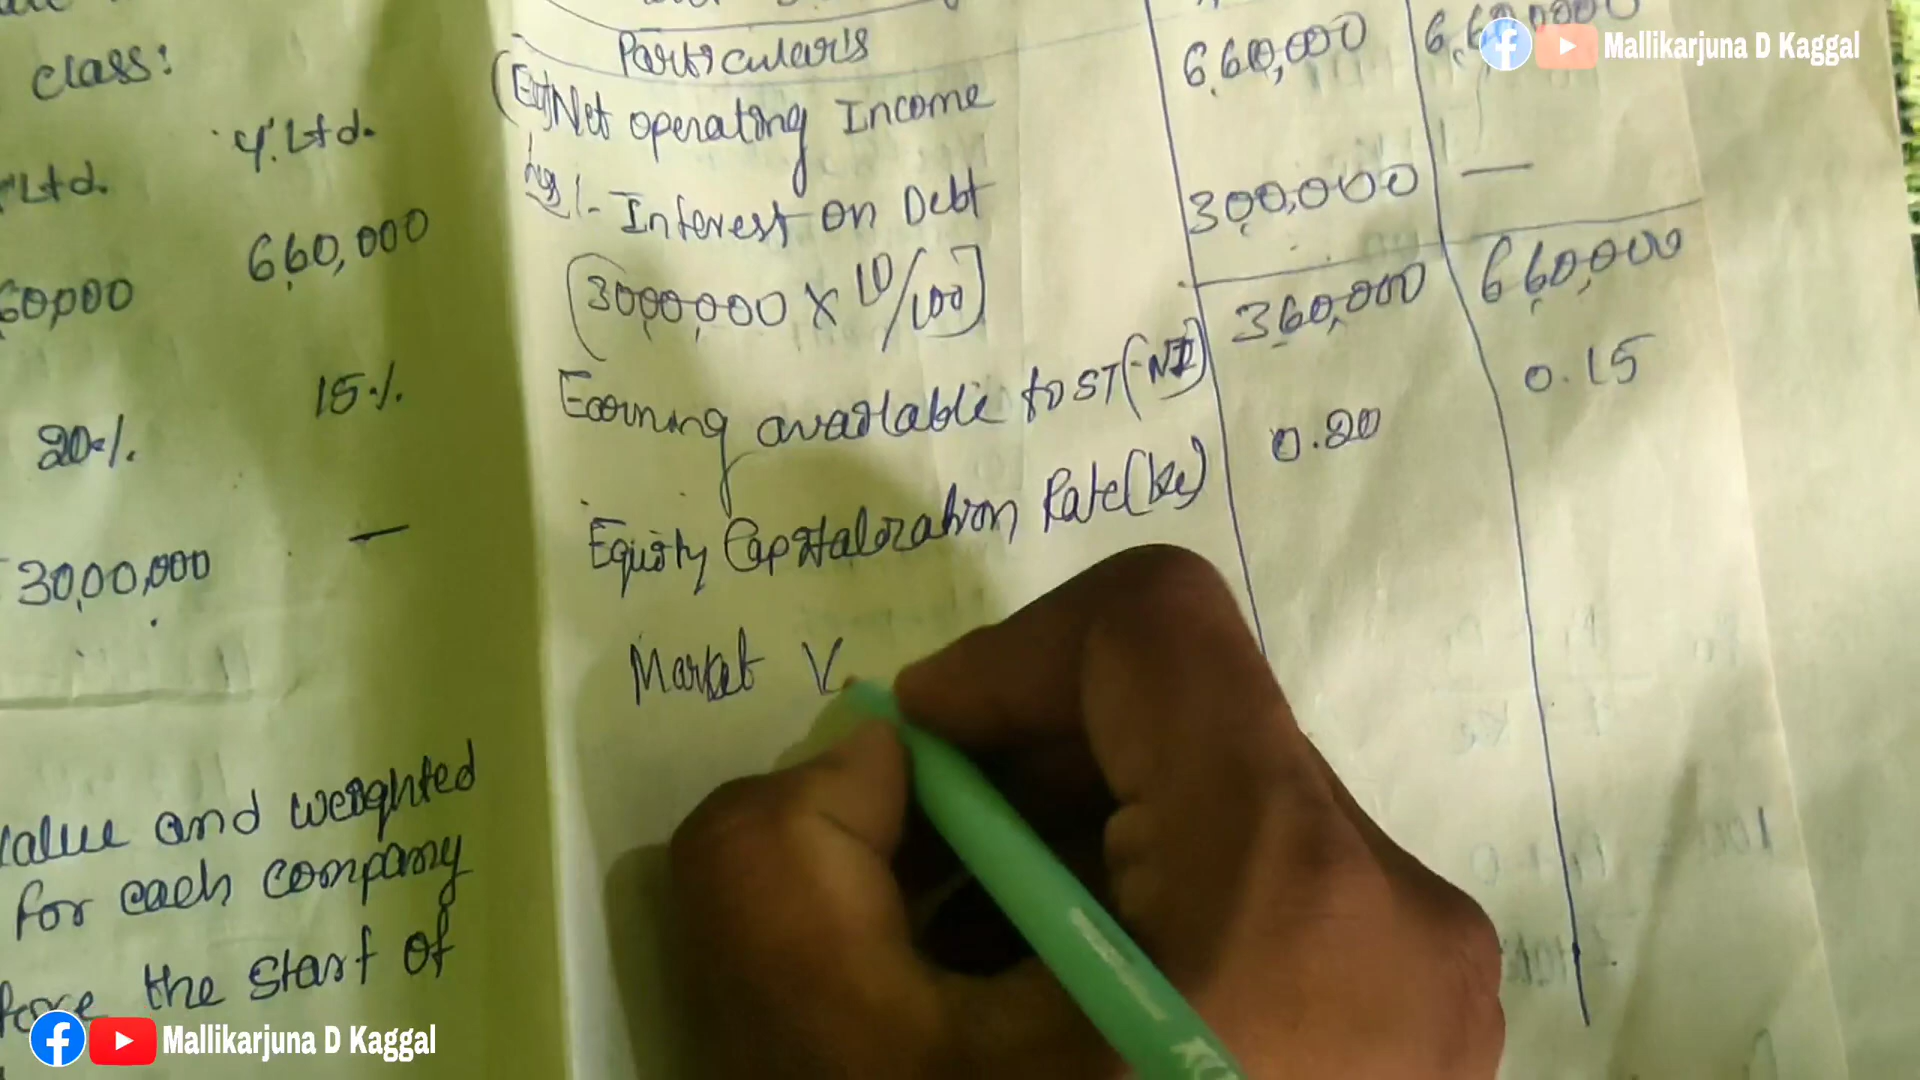 class:
Y.Ltd.
Ltd.
660,000
60,000
15%
20%
—
30,00,000
value and weighted
for each company
the start of
Particulars
Net operating Income 660,000
Interest on Debt 300,000 —
(3000,000 X 10/100] 360,000 660,000
Earning available to ST(-NI) 0.20 0.15
Equity Capitalization Rate(Ke)
Market V
Mallikarjuna D Kaggal
Mallikarjuna D Kaggal